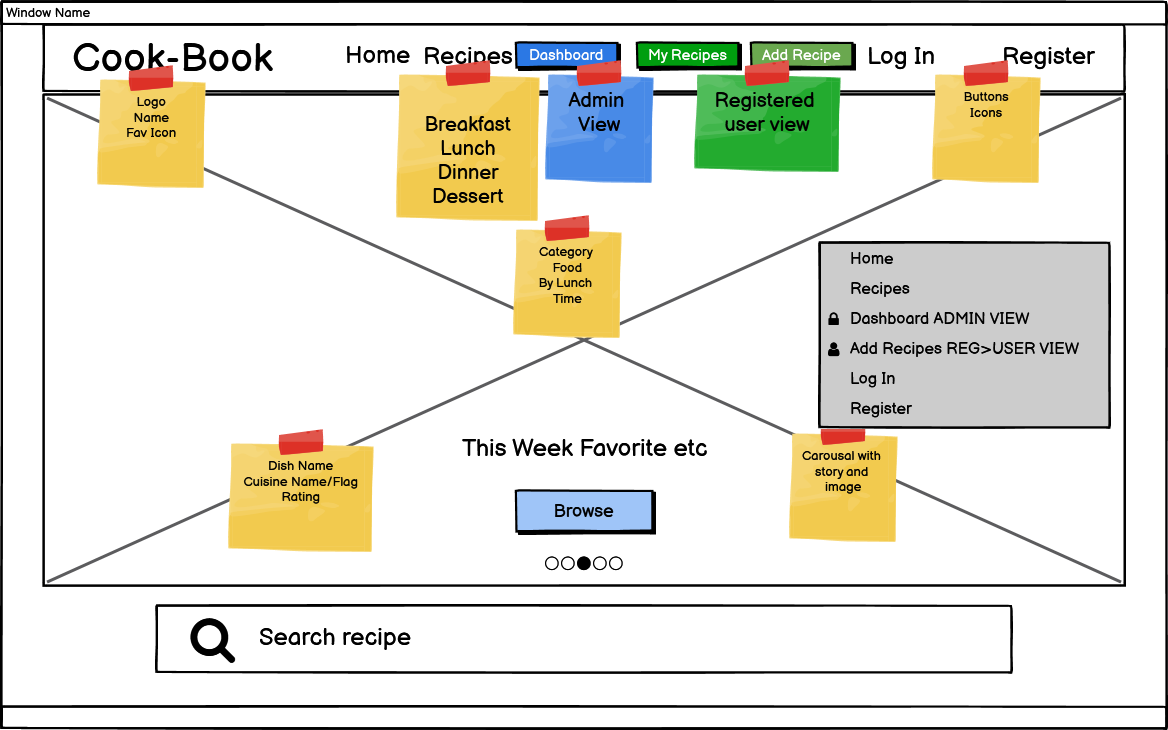 Window Name
Cook-Book
Home
Recipes
Dashboard
My Recipes
Add Recipe
Log In
Register
Logo
Name
Fav Icon
Breakfast
Lunch
Dinner
Dessert
Admin
View
Registered
user view
Buttons
Icons
Category
Food
By Lunch
Time
Home
Recipes
Dashboard ADMIN VIEW
Add Recipes REG>USER VIEW
Log In
Register
Dish Name
Cuisine Name/Flag
Rating
This Week Favorite etc
Browse
Carousal with
story and
image
Search recipe